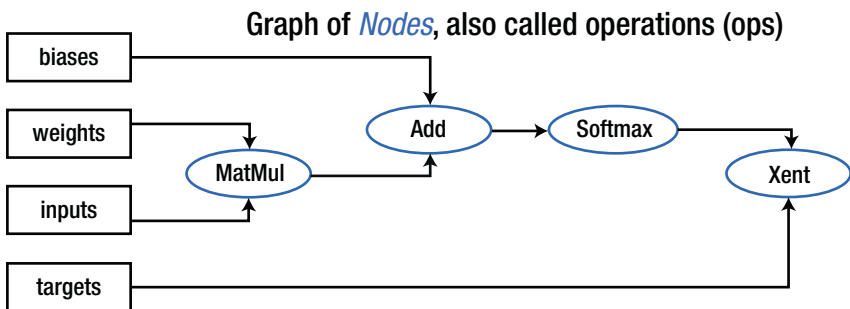 Graph of Nodes, also called operations (ops)
biases
weights
Add
Softmax
MatMul
Xent
inputs
targets